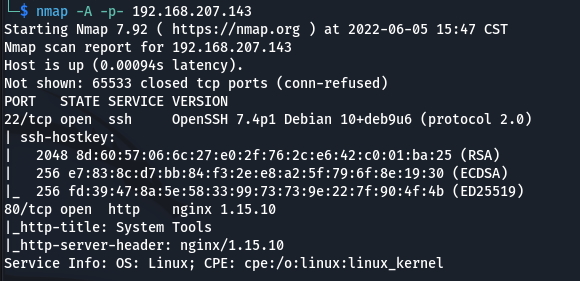 └─$ nmap -A -p- 192.168.207.143
Starting Nmap 7.92 ( https://nmap.org ) at 2022-06-05 15:47 CST
Nmap scan report for 192.168.207.143
Host is up (0.00094s latency).
Not shown: 65533 closed tcp ports (conn-refused)
PORT   STATE SERVICE VERSION
22/tcp open  ssh     OpenSSH 7.4p1 Debian 10+deb9u6 (protocol 2.0)
| ssh-hostkey:
|   2048 8d:60:57:06:6c:27:e0:2f:76:2c:e6:42:c0:01:ba:25 (RSA)
|   256 e7:83:8c:d7:bb:84:f3:2e:e8:a2:5f:79:6f:8e:19:30 (ECDSA)
|_  256 fd:39:47:8a:5e:58:33:99:73:73:9e:22:7f:90:4f:4b (ED25519)
80/tcp open  http    nginx 1.15.10
|_http-title: System Tools
|_http-server-header: nginx/1.15.10
Service Info: OS: Linux; CPE: cpe:/o:linux:linux_kernel